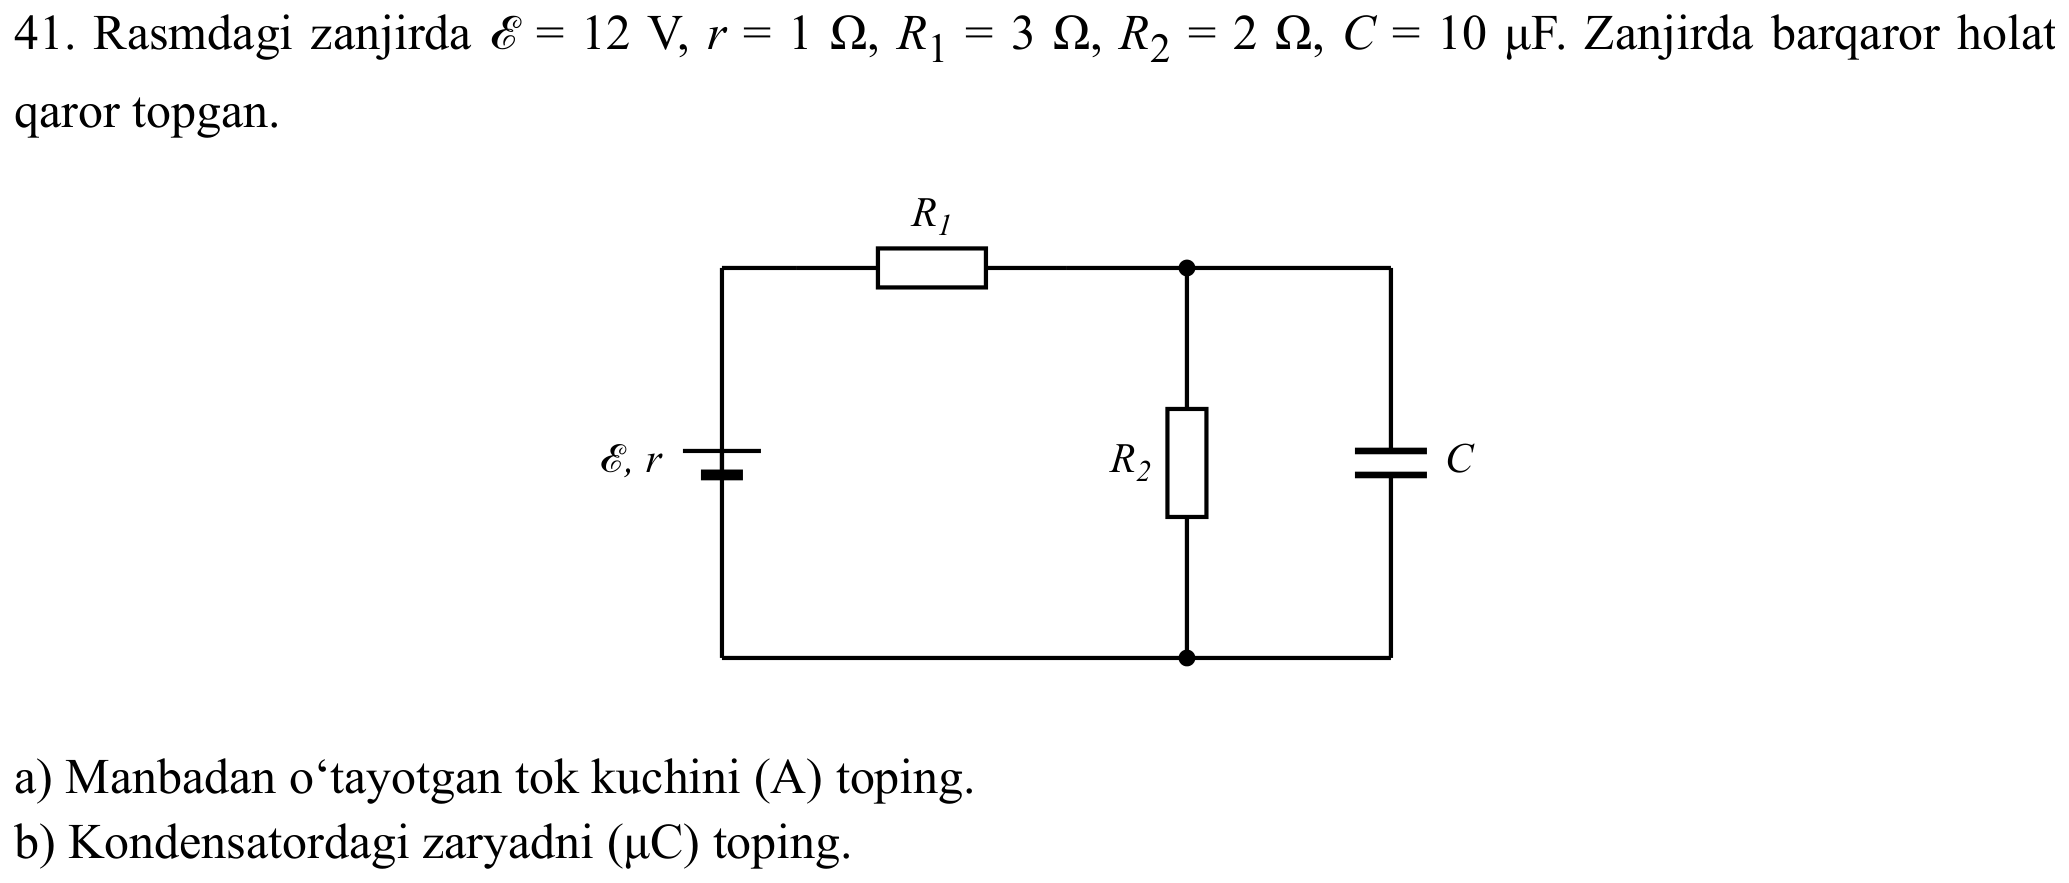 41. Rasmdagi zanjirda ℰ = 12 V, r = 1 Ω, R₁ = 3 Ω, R₂ = 2 Ω, C = 10 μF. Zanjirda barqaror holat
qaror topgan.
R₁
ℰ, r
R₂
C
a) Manbadan o‘tayotgan tok kuchini (A) toping.
b) Kondensatordagi zaryadni (μC) toping.